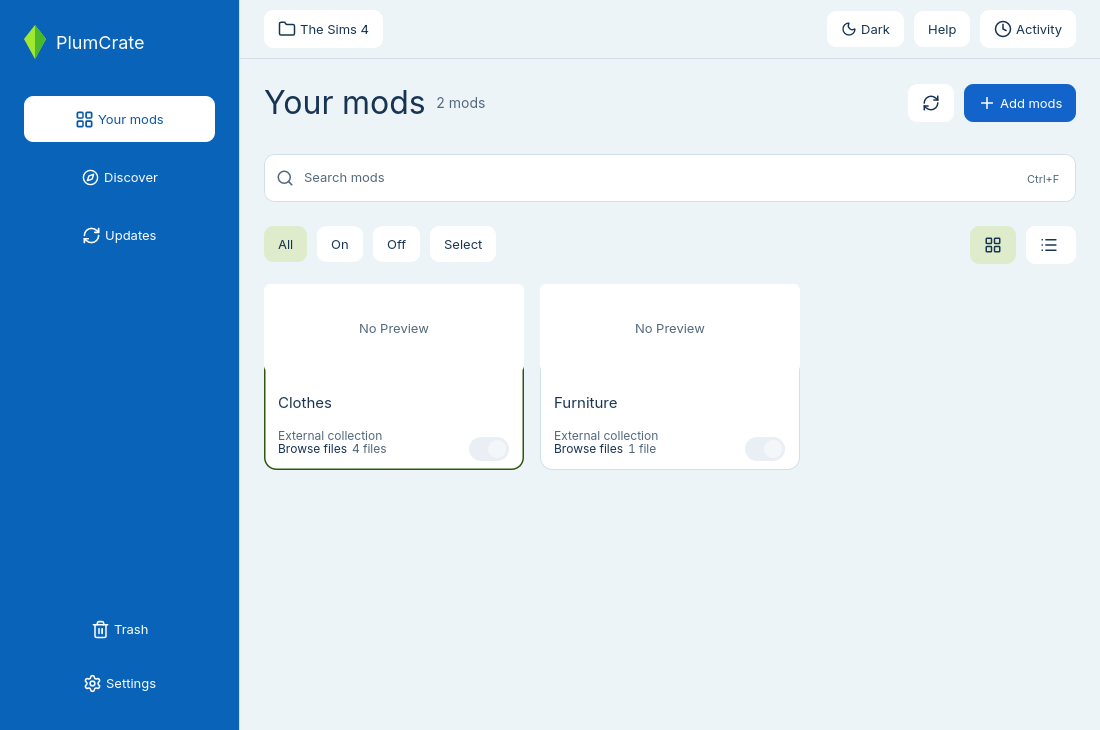 PlumCrate
Your mods
Discover
Updates
Trash
Settings
The Sims 4
Dark
Help
Activity
Your mods 2 mods
Add mods
Search mods
Ctrl+F
All
On
Off
Select
No Preview
Clothes
External collection
Browse files 4 files
No Preview
Furniture
External collection
Browse files 1 file